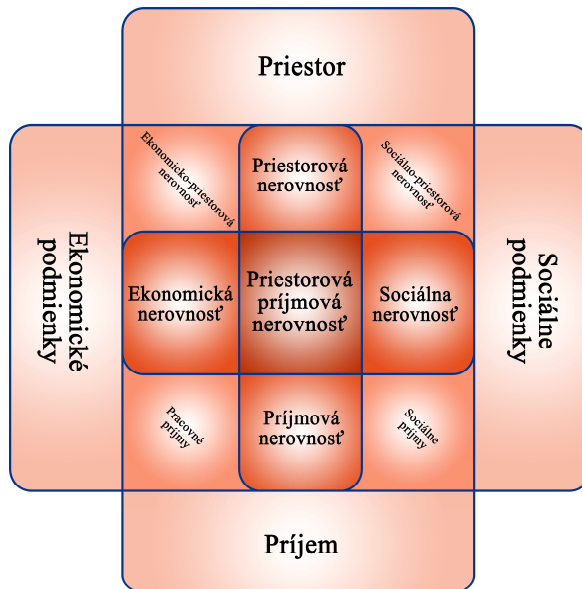 Priestor
Ekonomicko-priestorová
nerovnosť
Priestorová
nerovnosť
Sociálno-priestorová
nerovnosť
Ekonomické
podmienky
Ekonomická
nerovnosť
Priestorová
príjmová
nerovnosť
Sociálna
nerovnosť
Sociálne
podmienky
Pracovné
príjmy
Príjmová
nerovnosť
Sociálne
príjmy
Príjem